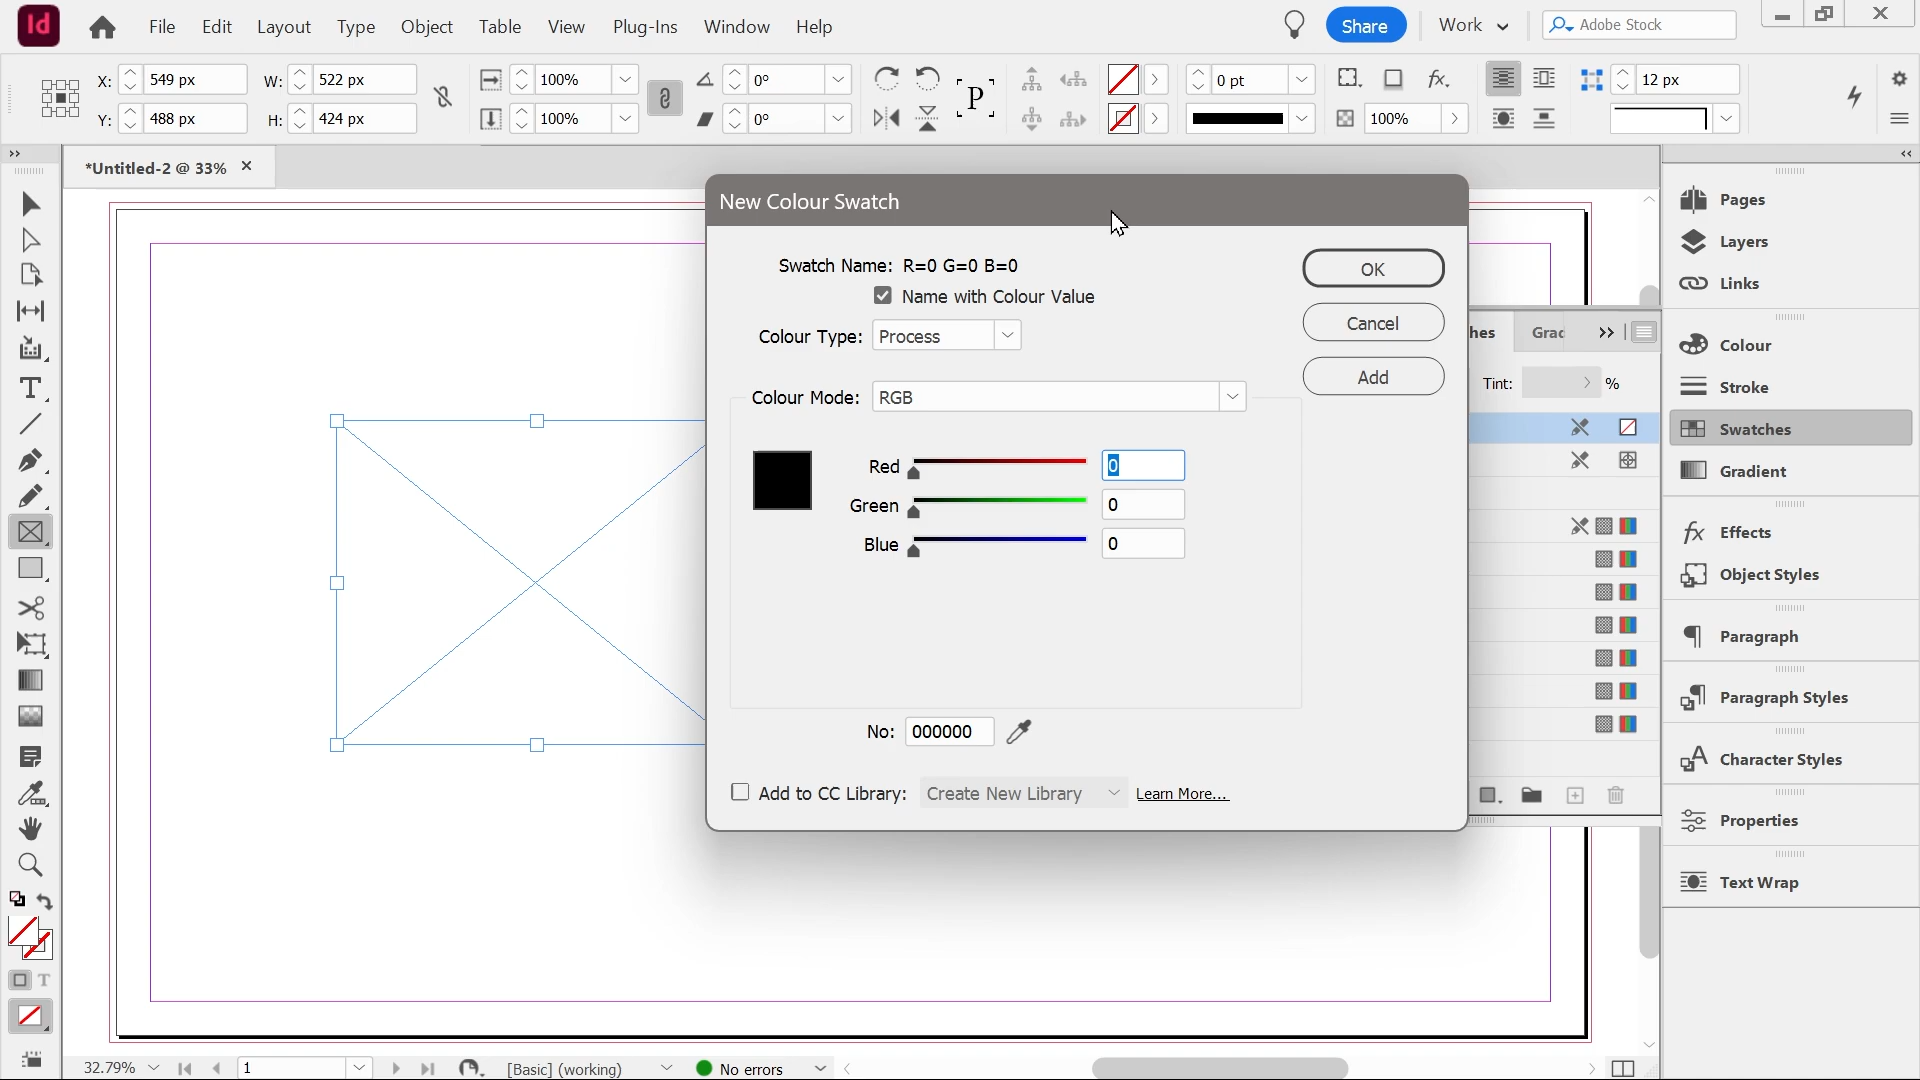 Id
File Edit Layout Type Object Table View Plug-Ins Window Help
Share Work Adobe Stock
X: 549 px W: 522 px 100% 0° P 0 pt fx. 12 px
Y: 488 px H: 424 px 100% 0° 100%
*Untitled-2 @ 33%
New Colour Swatch
Swatch Name: R=0 G=0 B=0
Name with Colour Value
Colour Type: Process
Colour Mode: RGB
Red 0
Green 0
Blue 0
No: 000000
Add to CC Library: Create New Library Learn More...
OK
Cancel
Add
hes Grad
Tint: %
Pages
Layers
Links
Colour
Stroke
Swatches
Gradient
fx Effects
Object Styles
Paragraph
Paragraph Styles
Character Styles
Properties
Text Wrap
32.79% 1 [Basic] (working) No errors